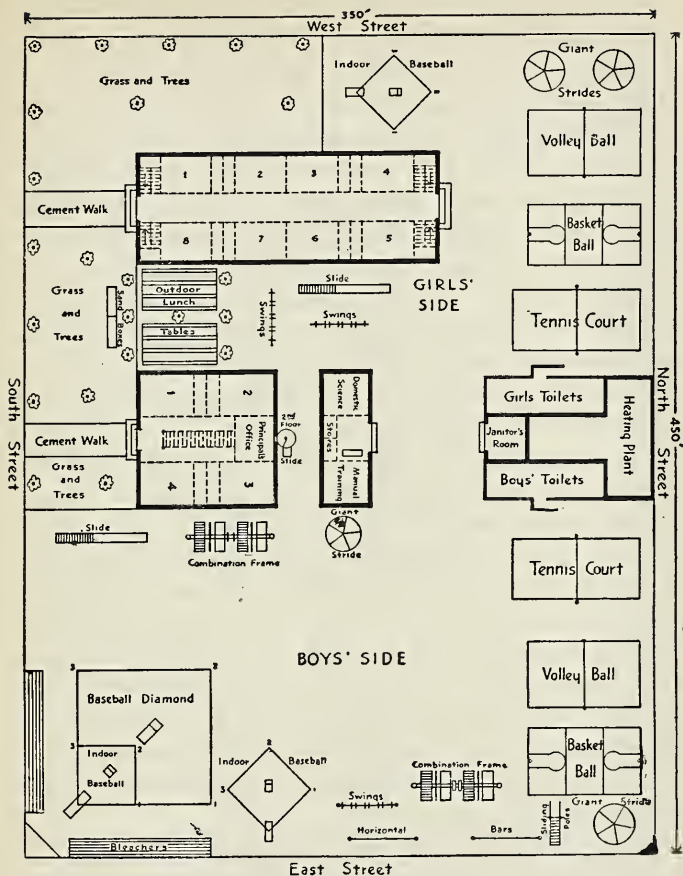 350'
West Street
Grass and Trees
Indoor Baseball
Giant
Strides
Volley Ball
1 2 3 4
Cement Walk
8 7 6 5
Basket
Ball
Slide
GIRLS'
SIDE
Outdoor
Lunch
Tables
Sand Boxes
Swings
Swings
Grass
and
Trees
Tennis Court
South Street
North Street
450'
1 2
Principals
Office
4 3
2nd
Floor
Slide
Domestic
Science
Stores
Manual
Training
Girls Toilets
Janitor's
Room
Heating Plant
Boys' Toilets
Cement Walk
Grass
and
Trees
Slide
Combination Frame
Giant
Stride
Tennis Court
BOYS' SIDE
Volley Ball
3 2
Baseball Diamond
3 2
Indoor
Baseball
1 1
2
Indoor Baseball
3 1
Combination Frame
Basket
Ball
Swings
Horizontal Bars
Sliding
Poles
Giant Stride
Bleachers
East Street